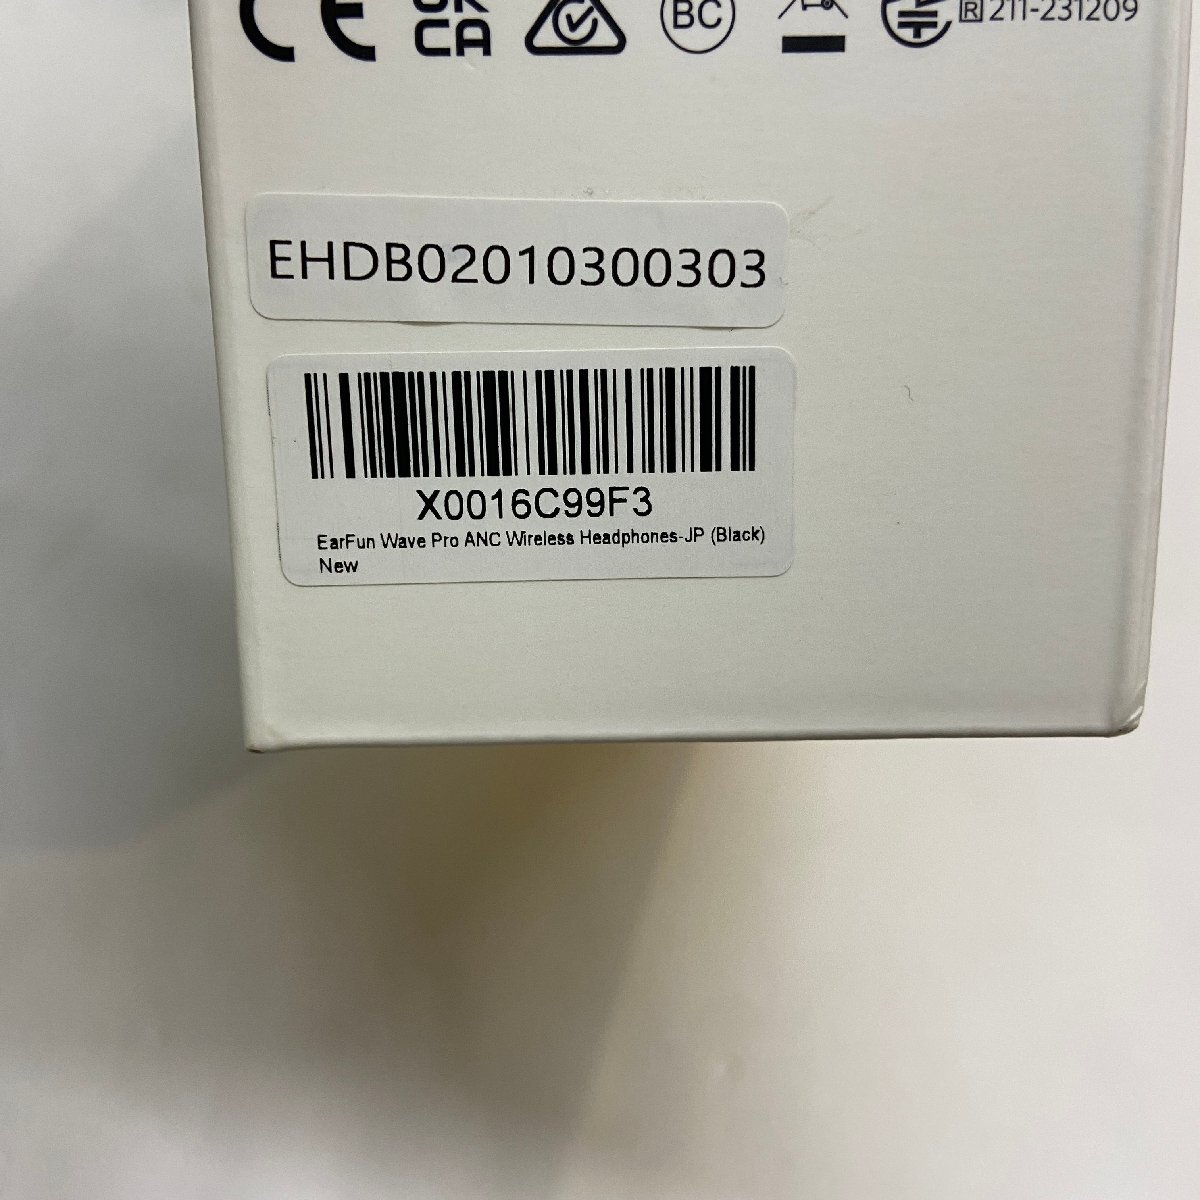 CE UK CA BC R 211-231209
EHDB02010300303
X0016C99F3
EarFun Wave Pro ANC Wireless Headphones-JP (Black)
New